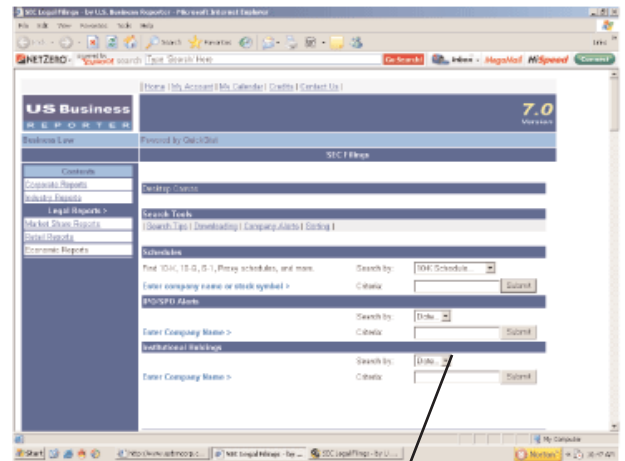 SEC Legal Filings - by U.S. Business Reporter - Microsoft Internet Explorer
File Edit View Favorites Tools Help
Search Favorites
NETZERO search Type Search Here Go Search! Inbox MegaMail HiSpeed
| Home | My Account | My Calendar | Credits | Contact Us |
US Business
REPORTER
7.0
Version
Business Law
Powered by
SEC Filings
Contents
Corporate Reports
Industry Reports
Legal Reports >
Market Share Reports
Retail Reports
Economic Reports
Desktop
Search Tools
| Search Tips | Downloading | Company Alerts | Exiting |
Schedules
Find 10-K, 10-Q, S-1, Proxy schedules, and more. Search by: 10-K Schedule...
Enter company name or stock symbol > Criteria: Submit
IPO/SPO Alerts
Search by: Date...
Enter Company Name > Criteria: Submit
Institutional Holdings
Search by: Date...
Enter Company Name > Criteria: Submit
My Computer
Start SEC Legal Filings - by ... SEC Legal Filings - by U... Norton